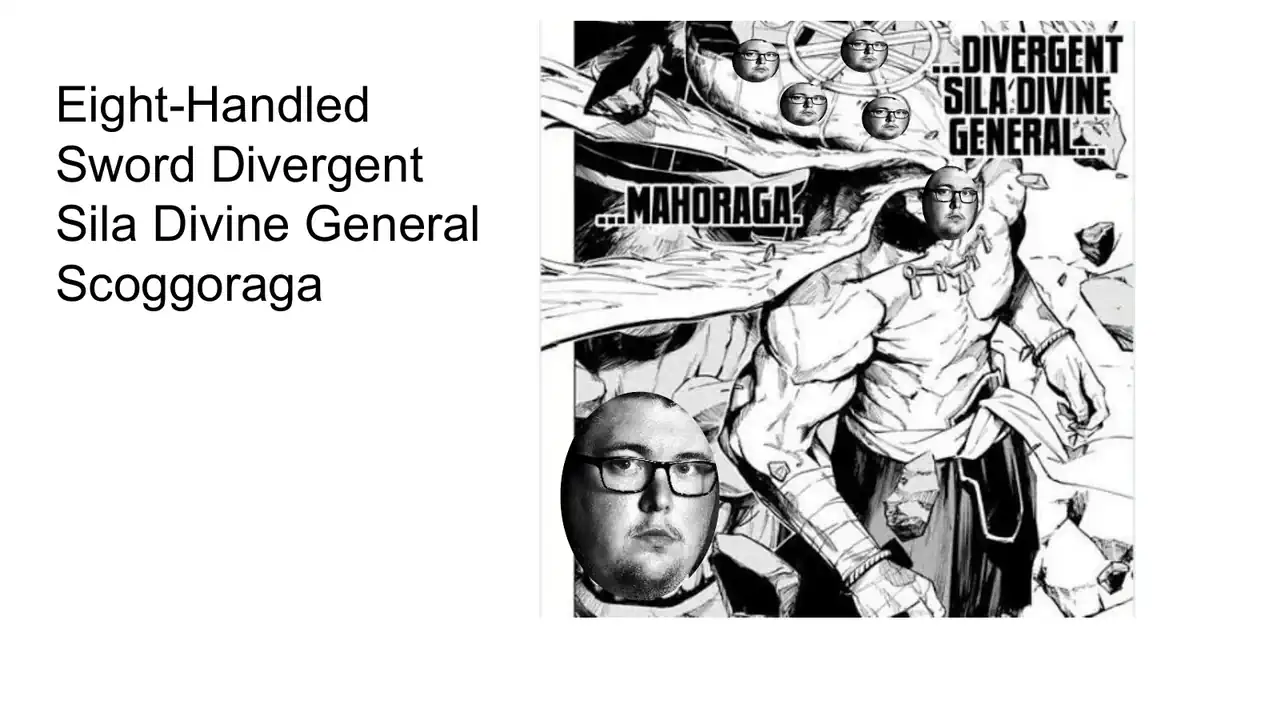 Eight-Handled
Sword Divergent
Sila Divine General
Scoggoraga
...DIVERGENT
SILA DIVINE
GENERAL...
...MAHORAGA.